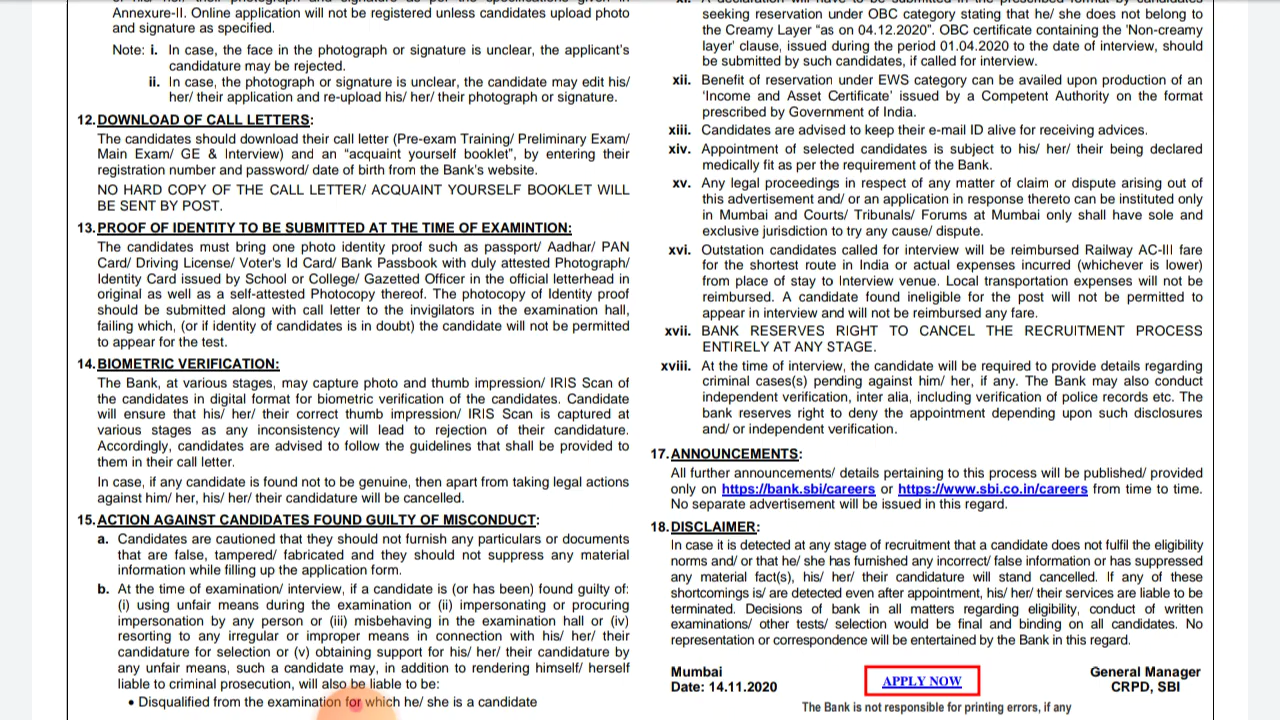 Annexure-II. Online application will not be registered unless candidates upload photo
and signature as specified.
Note: i. In case, the face in the photograph or signature is unclear, the applicant's
candidature may be rejected.
ii. In case, the photograph or signature is unclear, the candidate may edit his/
her/ their application and re-upload his/ her/ their photograph or signature.
12. DOWNLOAD OF CALL LETTERS:
The candidates should download their call letter (Pre-exam Training/ Preliminary Exam/
Main Exam/ GE & Interview) and an "acquaint yourself booklet", by entering their
registration number and password/ date of birth from the Bank's website.
NO HARD COPY OF THE CALL LETTER/ ACQUAINT YOURSELF BOOKLET WILL
BE SENT BY POST.
13. PROOF OF IDENTITY TO BE SUBMITTED AT THE TIME OF EXAMINTION:
The candidates must bring one photo identity proof such as passport/ Aadhar/ PAN
Card/ Driving License/ Voter's Id Card/ Bank Passbook with duly attested Photograph/
Identity Card issued by School or College/ Gazetted Officer in the official letterhead in
original as well as a self-attested Photocopy thereof. The photocopy of Identity proof
should be submitted along with call letter to the invigilators in the examination hall,
failing which, (or if identity of candidates is in doubt) the candidate will not be permitted
to appear for the test.
14. BIOMETRIC VERIFICATION:
The Bank, at various stages, may capture photo and thumb impression/ IRIS Scan of
the candidates in digital format for biometric verification of the candidates. Candidate
will ensure that his/ her/ their correct thumb impression/ IRIS Scan is captured at
various stages as any inconsistency will lead to rejection of their candidature.
Accordingly, candidates are advised to follow the guidelines that shall be provided to
them in their call letter.
In case, if any candidate is found not to be genuine, then apart from taking legal actions
against him/ her, his/ her/ their candidature will be cancelled.
15. ACTION AGAINST CANDIDATES FOUND GUILTY OF MISCONDUCT:
a. Candidates are cautioned that they should not furnish any particulars or documents
that are false, tampered/ fabricated and they should not suppress any material
information while filling up the application form.
b. At the time of examination/ interview, if a candidate is (or has been) found guilty of:
(i) using unfair means during the examination or (ii) impersonating or procuring
impersonation by any person or (iii) misbehaving in the examination hall or (iv)
resorting to any irregular or improper means in connection with his/ her/ their
candidature for selection or (v) obtaining support for his/ her/ their candidature by
any unfair means, such a candidate may, in addition to rendering himself/ herself
liable to criminal prosecution, will also be liable to be:
• Disqualified from the examination for which he/ she is a candidate
seeking reservation under OBC category stating that he/ she does not belong to
the Creamy Layer "as on 04.12.2020". OBC certificate containing the 'Non-creamy
layer' clause, issued during the period 01.04.2020 to the date of interview, should
be submitted by such candidates, if called for interview.
xii. Benefit of reservation under EWS category can be availed upon production of an
'Income and Asset Certificate' issued by a Competent Authority on the format
prescribed by Government of India.
xiii. Candidates are advised to keep their e-mail ID alive for receiving advices.
xiv. Appointment of selected candidates is subject to his/ her/ their being declared
medically fit as per the requirement of the Bank.
xv. Any legal proceedings in respect of any matter of claim or dispute arising out of
this advertisement and/ or an application in response thereto can be instituted only
in Mumbai and Courts/ Tribunals/ Forums at Mumbai only shall have sole and
exclusive jurisdiction to try any cause/ dispute.
xvi. Outstation candidates called for interview will be reimbursed Railway AC-III fare
for the shortest route in India or actual expenses incurred (whichever is lower)
from place of stay to Interview venue. Local transportation expenses will not be
reimbursed. A candidate found ineligible for the post will not be permitted to
appear in interview and will not be reimbursed any fare.
xvii. BANK RESERVES RIGHT TO CANCEL THE RECRUITMENT PROCESS
ENTIRELY AT ANY STAGE.
xviii. At the time of interview, the candidate will be required to provide details regarding
criminal cases(s) pending against him/ her, if any. The Bank may also conduct
independent verification, inter alia, including verification of police records etc. The
bank reserves right to deny the appointment depending upon such disclosures
and/ or independent verification.
17. ANNOUNCEMENTS:
All further announcements/ details pertaining to this process will be published/ provided
only on https://bank.sbi/careers or https://www.sbi.co.in/careers from time to time.
No separate advertisement will be issued in this regard.
18. DISCLAIMER:
In case it is detected at any stage of recruitment that a candidate does not fulfil the eligibility
norms and/ or that he/ she has furnished any incorrect/ false information or has suppressed
any material fact(s), his/ her/ their candidature will stand cancelled. If any of these
shortcomings is/ are detected even after appointment, his/ her/ their services are liable to be
terminated. Decisions of bank in all matters regarding eligibility, conduct of written
examinations/ other tests/ selection would be final and binding on all candidates. No
representation or correspondence will be entertained by the Bank in this regard.
Mumbai
Date: 14.11.2020
APPLY NOW
General Manager
CRPD, SBI
The Bank is not responsible for printing errors, if any